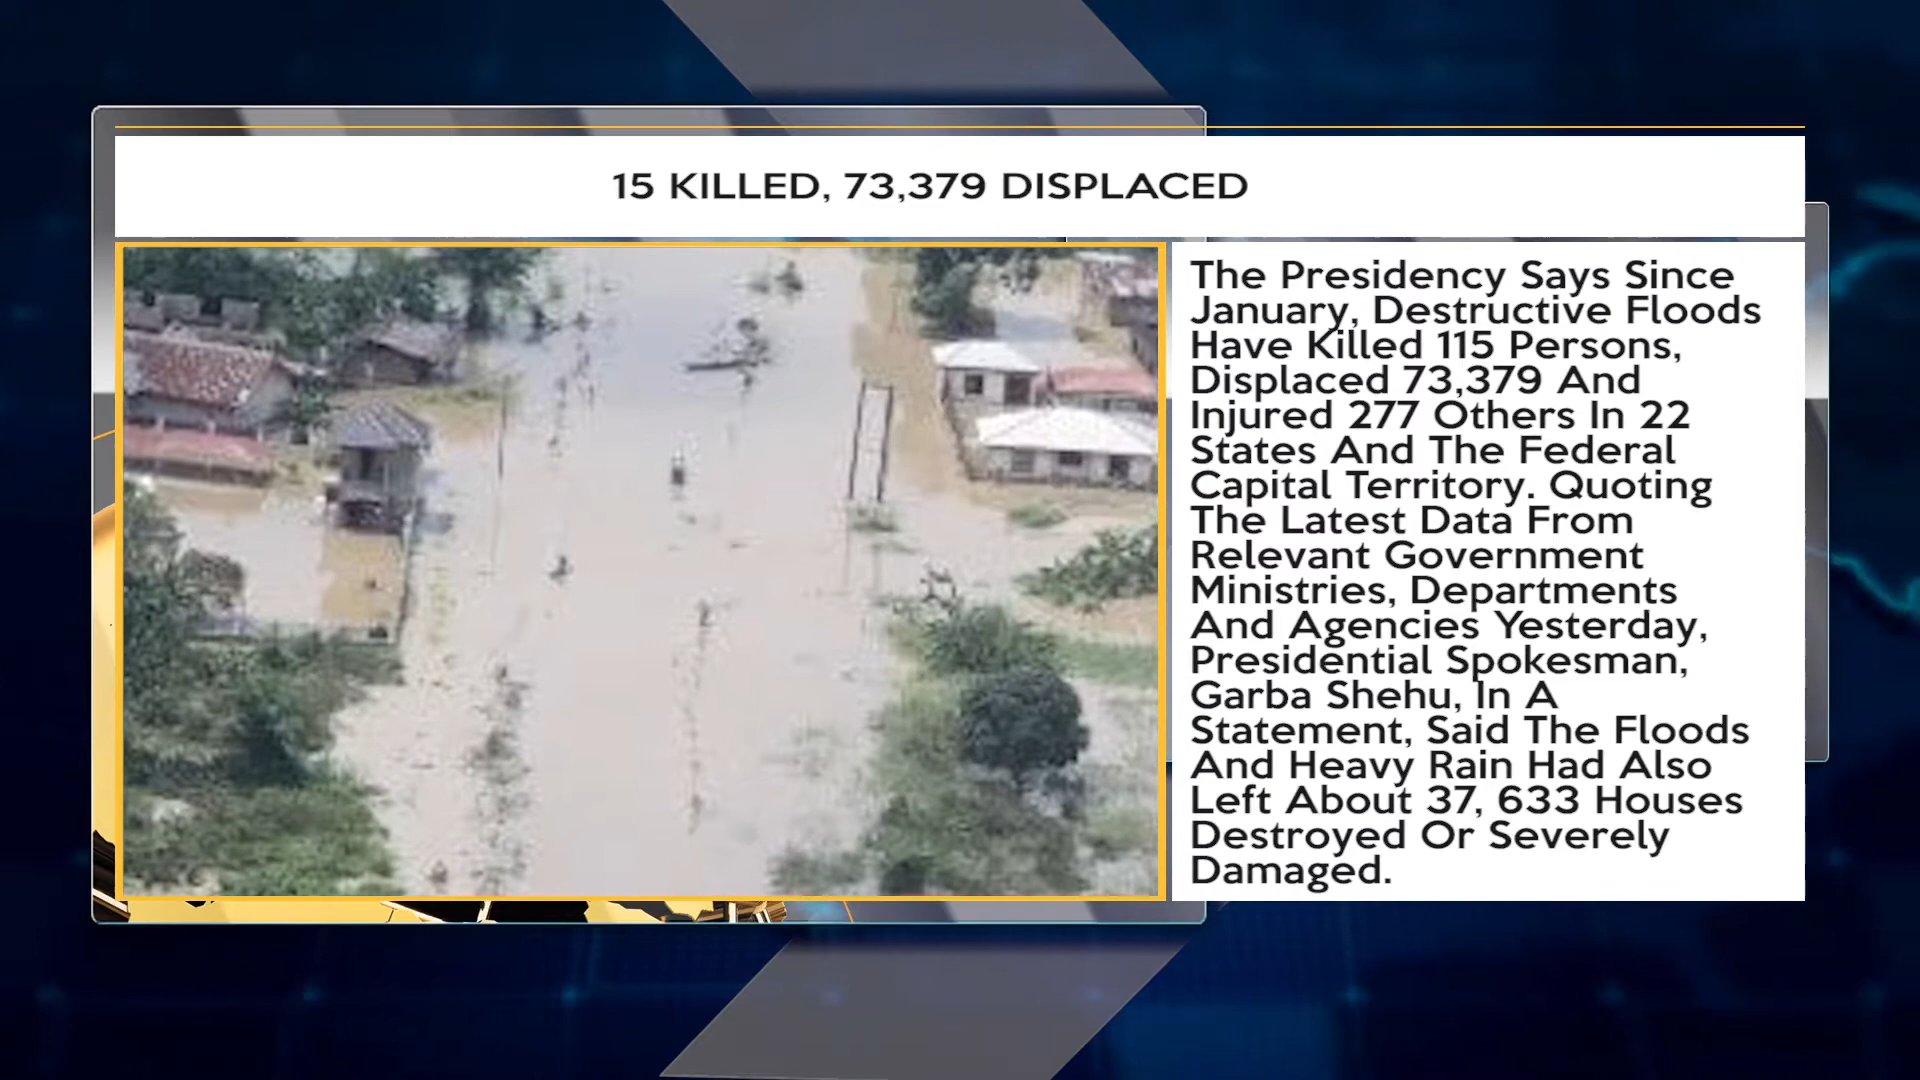 15 KILLED, 73,379 DISPLACED
The Presidency Says Since
January, Destructive Floods
Have Killed 115 Persons,
Displaced 73,379 And
Injured 277 Others In 22
States And The Federal
Capital Territory. Quoting
The Latest Data From
Relevant Government
Ministries, Departments
And Agencies Yesterday,
Presidential Spokesman,
Garba Shehu, In A
Statement, Said The Floods
And Heavy Rain Had Also
Left About 37, 633 Houses
Destroyed Or Severely
Damaged.